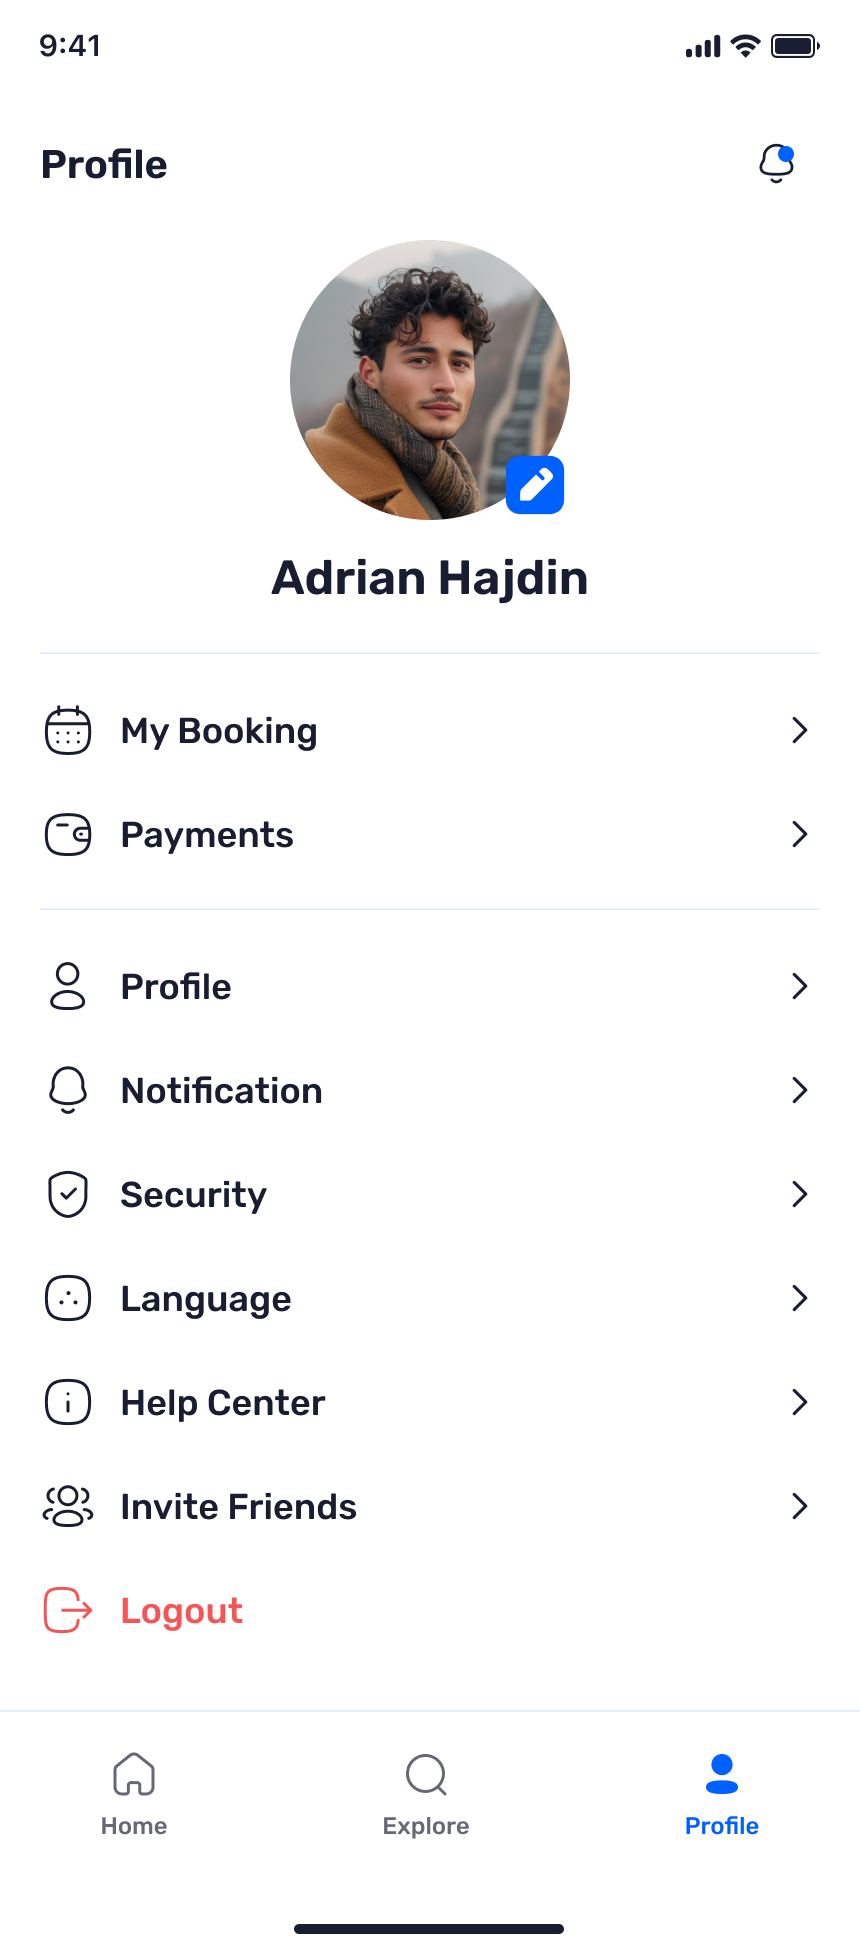 9:41
Profile
Adrian Hajdin
My Booking
Payments
Profile
Notification
Security
Language
Help Center
Invite Friends
Logout
Home
Explore
Profile